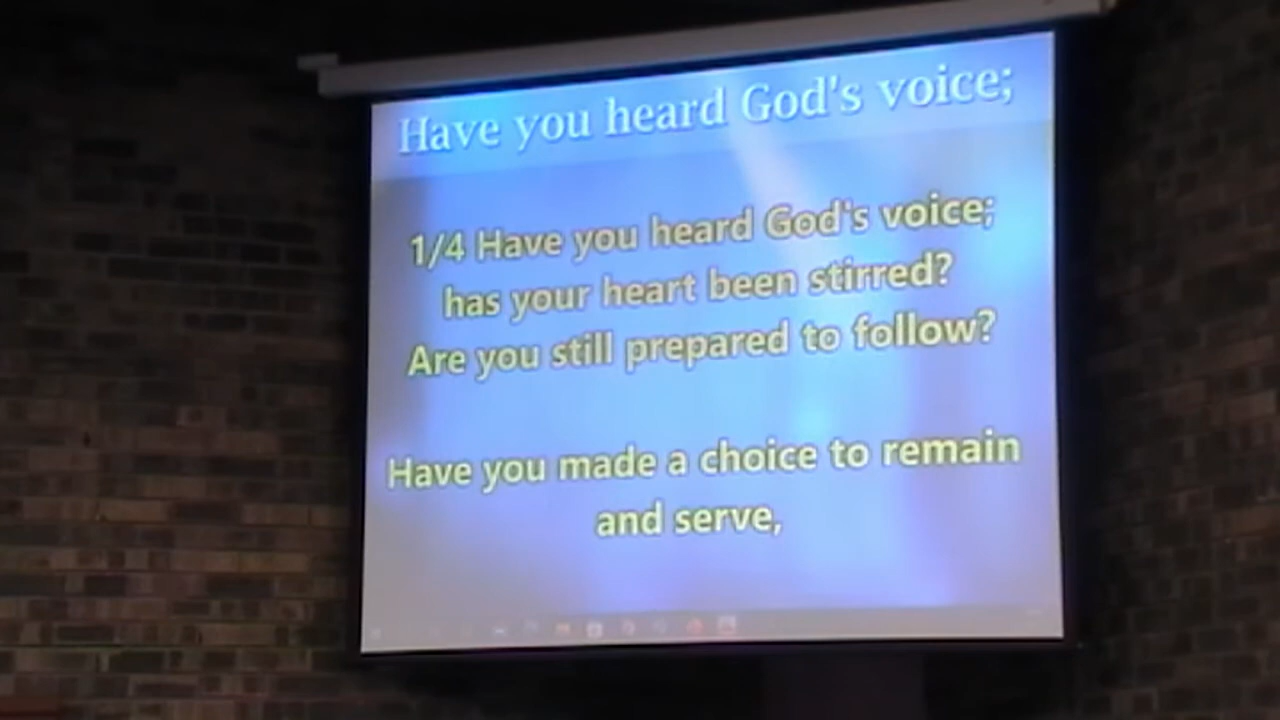 Have you heard God's voice;
1/4 Have you heard God's voice;
has your heart been stirred?
Are you still prepared to follow?
Have you made a choice to remain
and serve,